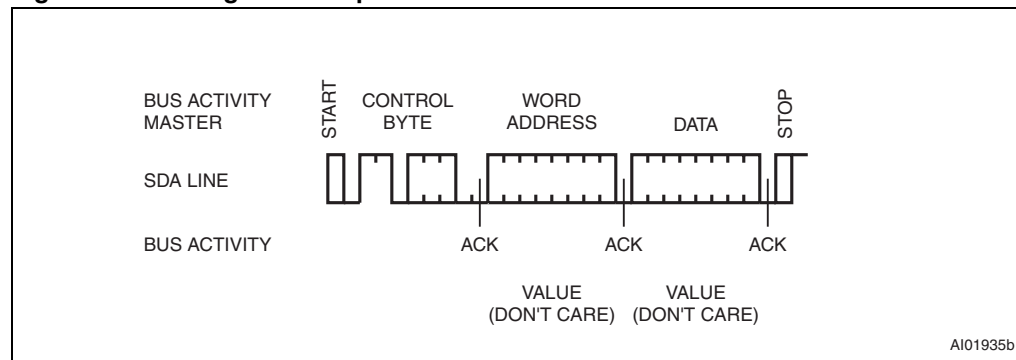 BUS ACTIVITY
MASTER
START
CONTROL
BYTE
WORD
ADDRESS
DATA
STOP
SDA LINE
BUS ACTIVITY
ACK
ACK
ACK
VALUE
(DON'T CARE)
VALUE
(DON'T CARE)
AI01935b